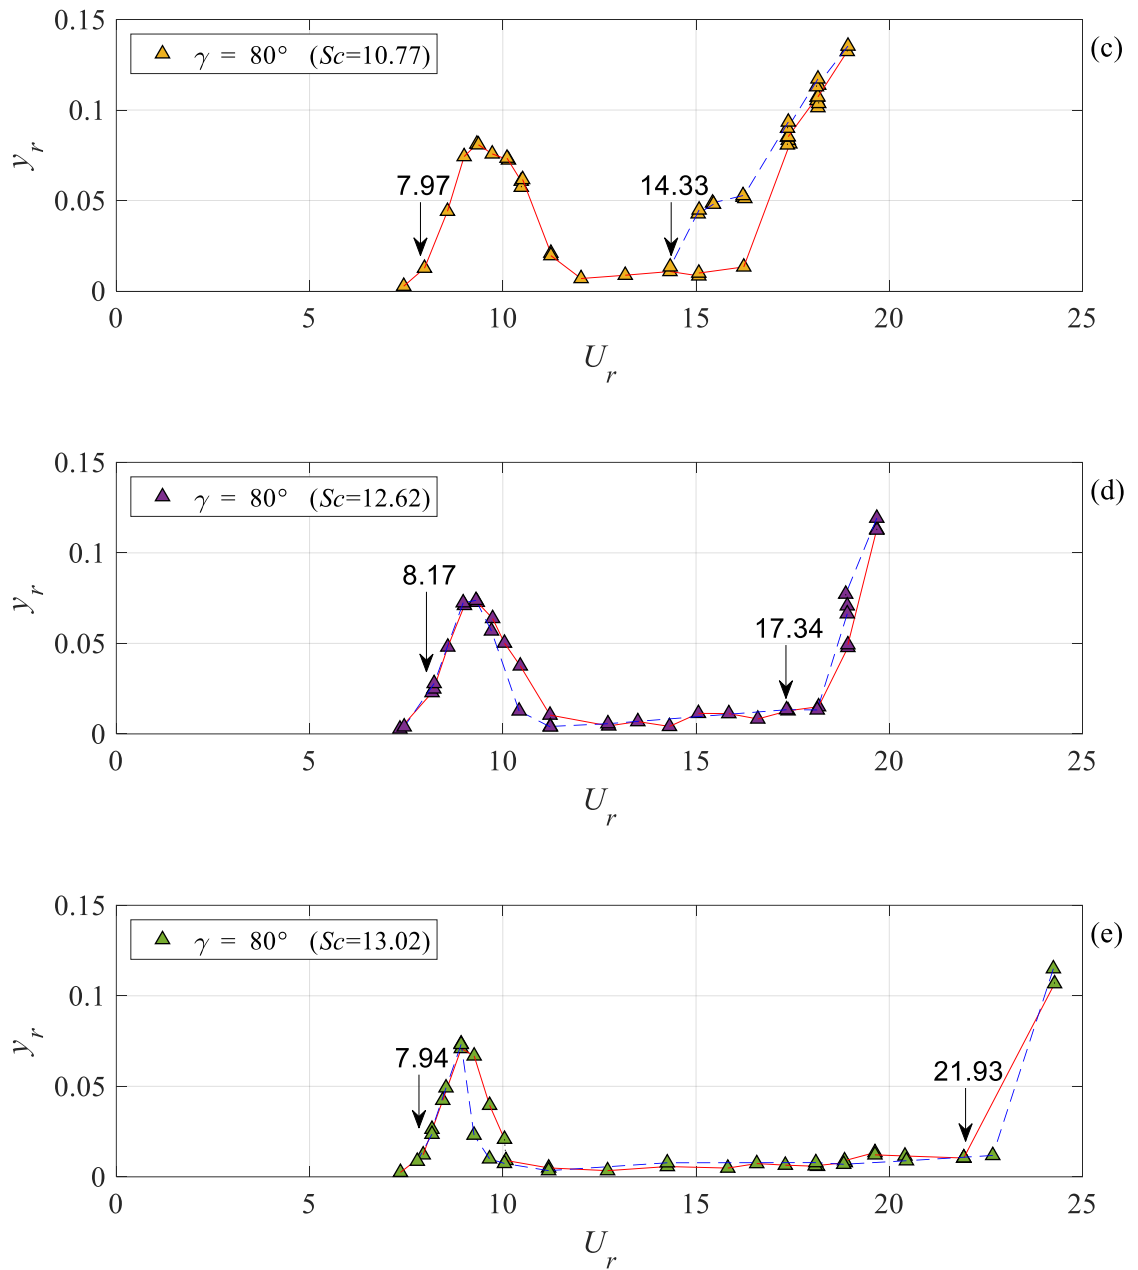 0.15
γ = 80° (Sc=10.77)
(c)
0.1
7.97
14.33
0.05
0
0 5 10 15 20 25
y_r
U_r
0.15
γ = 80° (Sc=12.62)
(d)
0.1
8.17
17.34
0.05
0
0 5 10 15 20 25
y_r
U_r
0.15
γ = 80° (Sc=13.02)
(e)
0.1
7.94
21.93
0.05
0
0 5 10 15 20 25
y_r
U_r